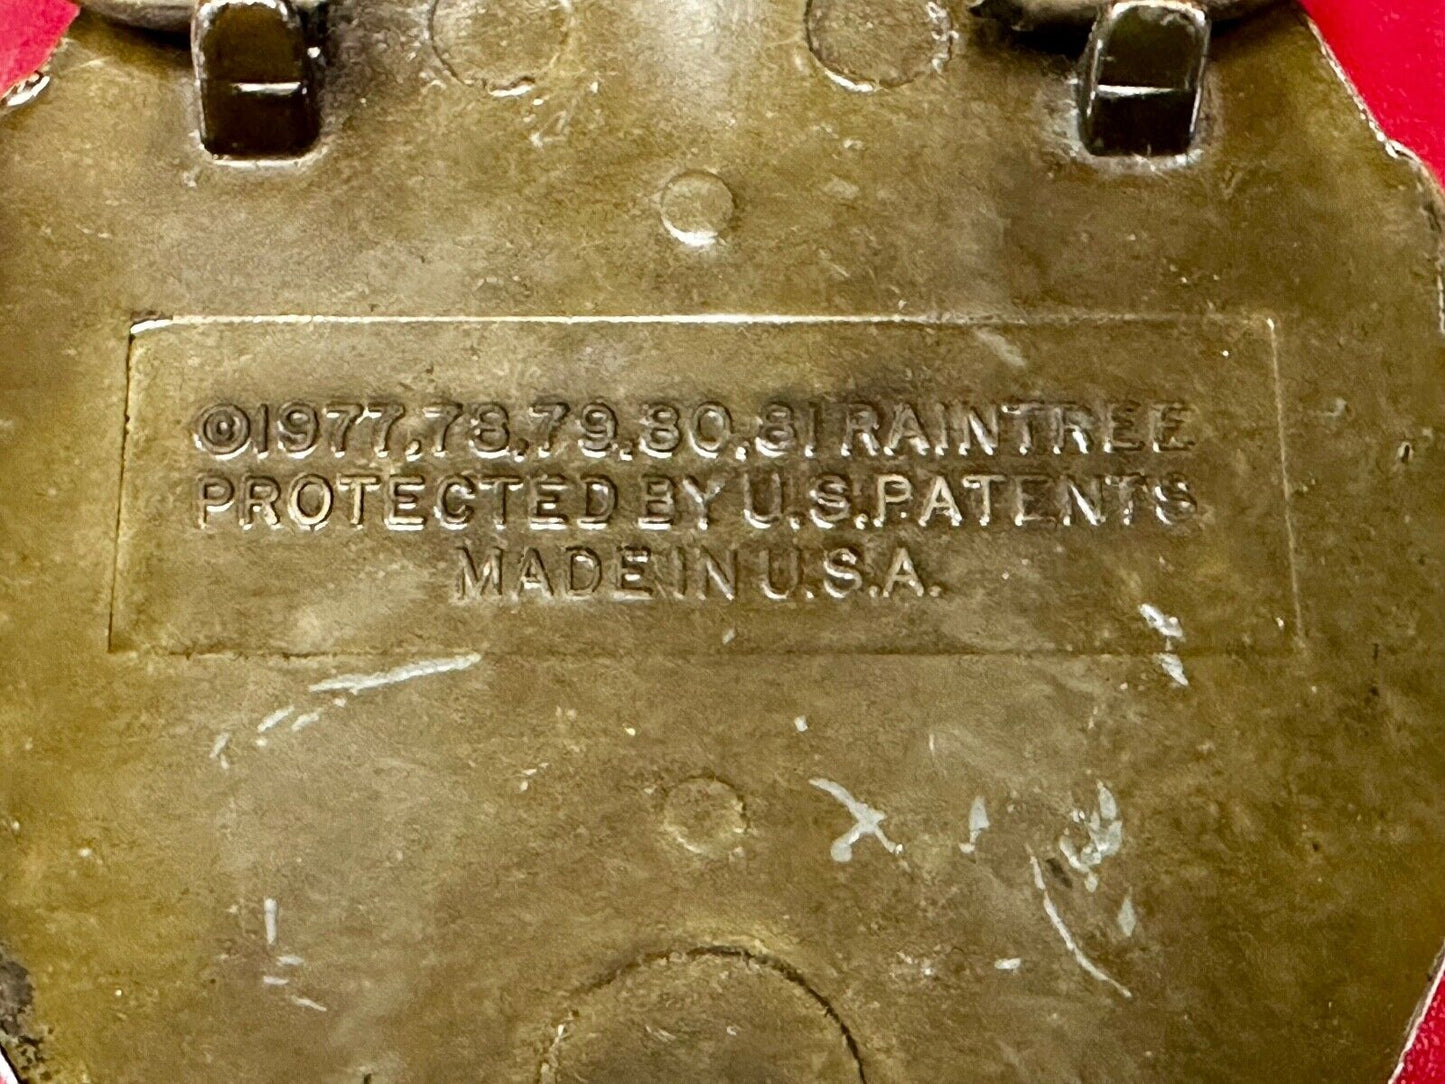 ©1977,78,79,80,81 RAINTREE
PROTECTED BY U.S.PATENTS
MADE IN U.S.A.